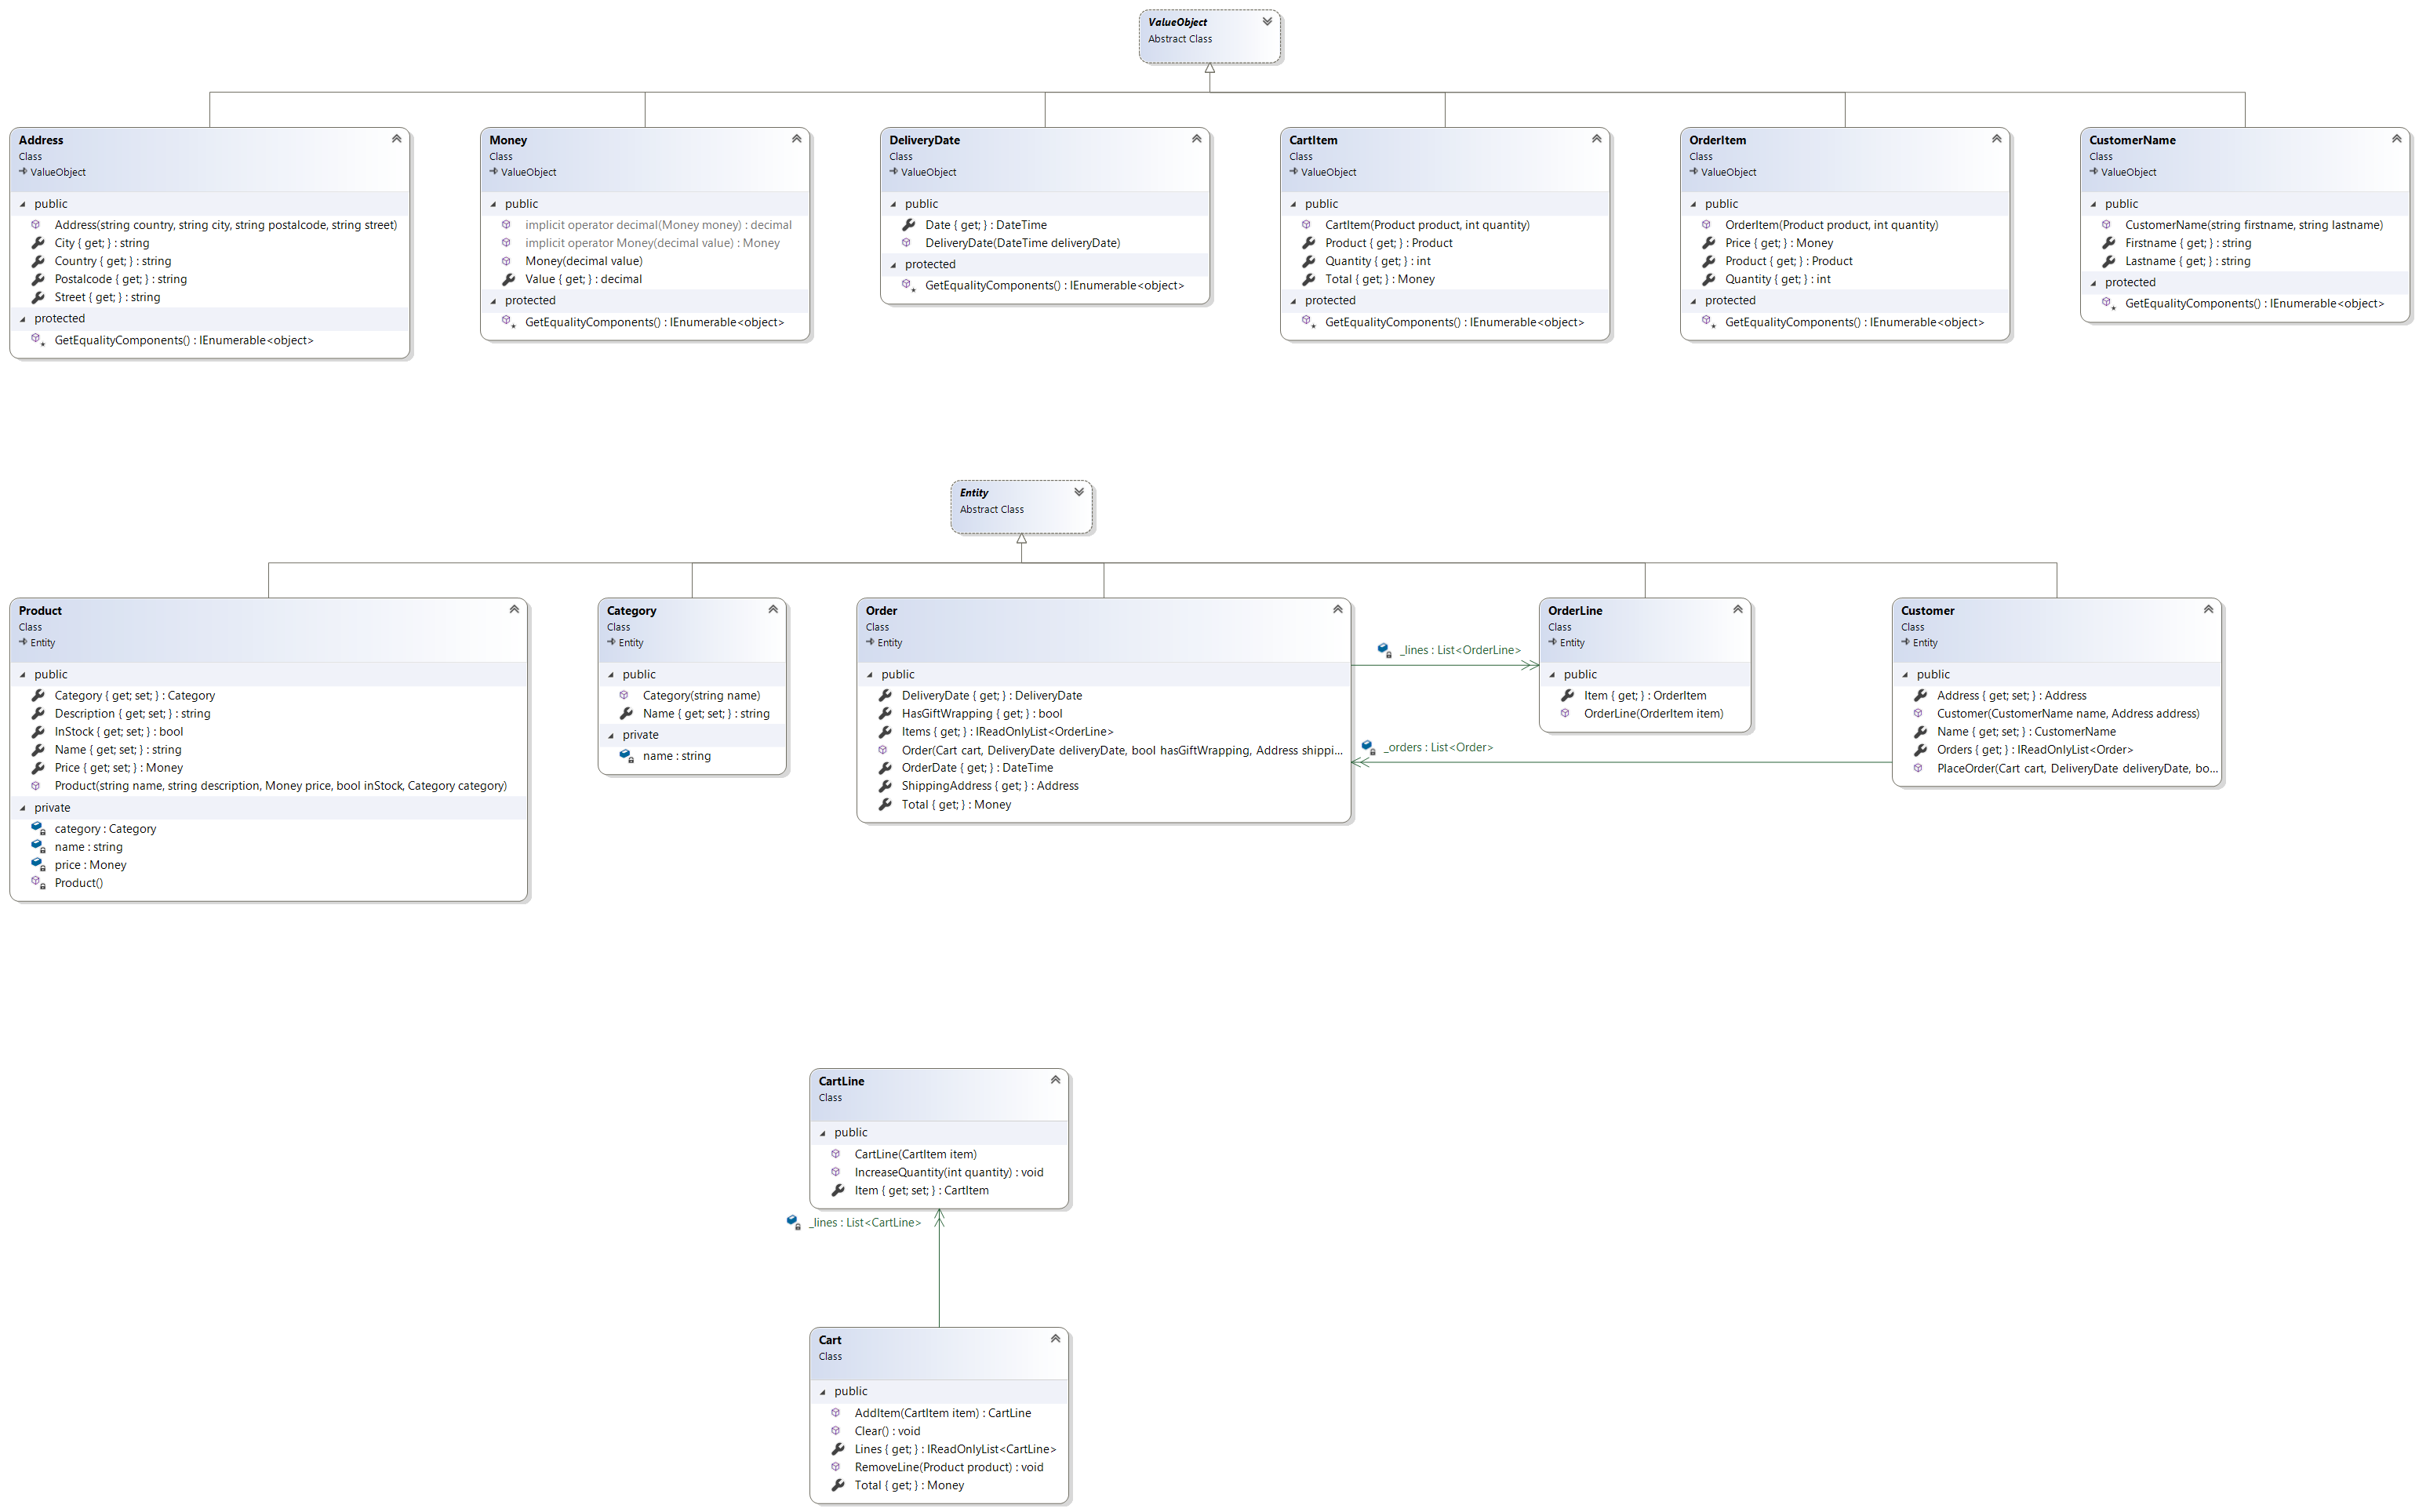 ValueObject
Abstract Class
Address
Class
ValueObject
public
Address(string country, string city, string postalcode, string street)
City { get; } : string
Country { get; } : string
Postalcode { get; } : string
Street { get; } : string
protected
GetEqualityComponents() : IEnumerable<object>
Money
Class
ValueObject
public
implicit operator decimal(Money money) : decimal
implicit operator Money(decimal value) : Money
Money(decimal value)
Value { get; } : decimal
protected
GetEqualityComponents() : IEnumerable<object>
DeliveryDate
Class
ValueObject
public
Date { get; } : DateTime
DeliveryDate(DateTime deliveryDate)
protected
GetEqualityComponents() : IEnumerable<object>
CartItem
Class
ValueObject
public
CartItem(Product product, int quantity)
Product { get; } : Product
Quantity { get; } : int
Total { get; } : Money
protected
GetEqualityComponents() : IEnumerable<object>
OrderItem
Class
ValueObject
public
OrderItem(Product product, int quantity)
Price { get; } : Money
Product { get; } : Product
Quantity { get; } : int
protected
GetEqualityComponents() : IEnumerable<object>
CustomerName
Class
ValueObject
public
CustomerName(string firstname, string lastname)
Firstname { get; } : string
Lastname { get; } : string
protected
GetEqualityComponents() : IEnumerable<object>
Entity
Abstract Class
Product
Class
Entity
public
Category { get; set; } : Category
Description { get; set; } : string
InStock { get; set; } : bool
Name { get; set; } : string
Price { get; set; } : Money
Product(string name, string description, Money price, bool inStock, Category category)
private
category : Category
name : string
price : Money
Product()
Category
Class
Entity
public
Category(string name)
Name { get; set; } : string
private
name : string
Order
Class
Entity
public
DeliveryDate { get; } : DeliveryDate
HasGiftWrapping { get; } : bool
Items { get; } : IReadOnlyList<OrderLine>
Order(Cart cart, DeliveryDate deliveryDate, bool hasGiftWrapping, Address shippi...
OrderDate { get; } : DateTime
ShippingAddress { get; } : Address
Total { get; } : Money
_lines : List<OrderLine>
_orders : List<Order>
OrderLine
Class
Entity
public
Item { get; } : OrderItem
OrderLine(OrderItem item)
Customer
Class
Entity
public
Address { get; set; } : Address
Customer(CustomerName name, Address address)
Name { get; set; } : CustomerName
Orders { get; } : IReadOnlyList<Order>
PlaceOrder(Cart cart, DeliveryDate deliveryDate, bo...
CartLine
Class
public
CartLine(CartItem item)
IncreaseQuantity(int quantity) : void
Item { get; set; } : CartItem
_lines : List<CartLine>
Cart
Class
public
AddItem(CartItem item) : CartLine
Clear() : void
Lines { get; } : IReadOnlyList<CartLine>
RemoveLine(Product product) : void
Total { get; } : Money